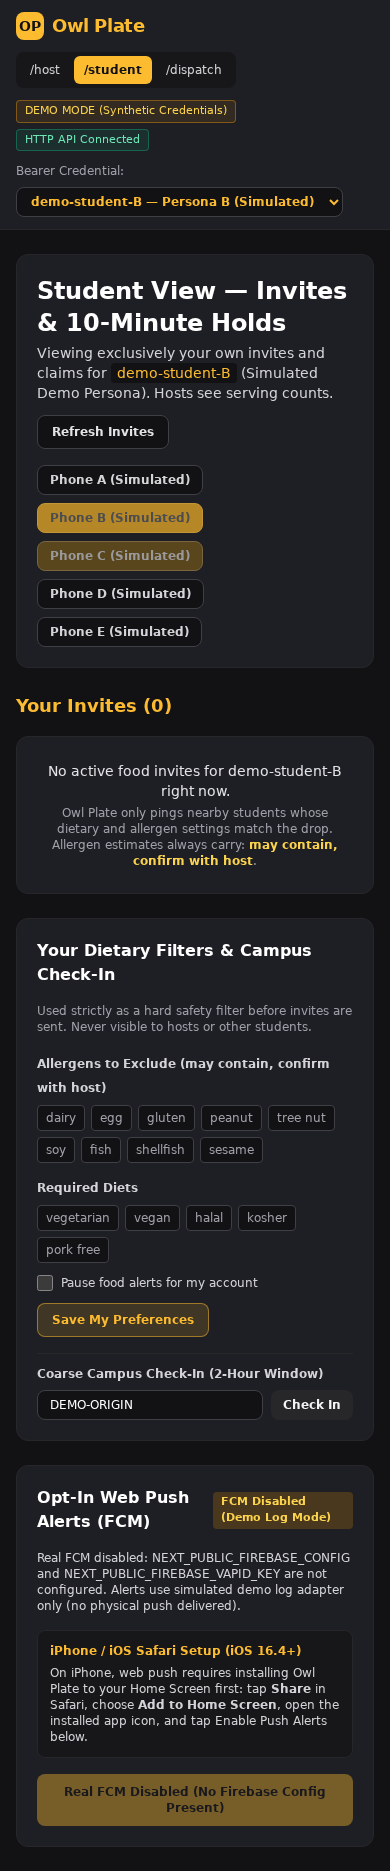 OP Owl Plate
/host /student /dispatch
DEMO MODE (Synthetic Credentials)
HTTP API Connected
Bearer Credential:
demo-student-B — Persona B (Simulated)
Student View — Invites
& 10-Minute Holds
Viewing exclusively your own invites and
claims for demo-student-B (Simulated
Demo Persona). Hosts see serving counts.
Refresh Invites
Phone A (Simulated)
Phone B (Simulated)
Phone C (Simulated)
Phone D (Simulated)
Phone E (Simulated)
Your Invites (0)
No active food invites for demo-student-B
right now.
Owl Plate only pings nearby students whose
dietary and allergen settings match the drop.
Allergen estimates always carry: may contain,
confirm with host.
Your Dietary Filters & Campus
Check-In
Used strictly as a hard safety filter before invites are
sent. Never visible to hosts or other students.
Allergens to Exclude (may contain, confirm
with host)
dairy egg gluten peanut tree nut
soy fish shellfish sesame
Required Diets
vegetarian vegan halal kosher
pork free
Pause food alerts for my account
Save My Preferences
Coarse Campus Check-In (2-Hour Window)
DEMO-ORIGIN Check In
Opt-In Web Push
Alerts (FCM)
FCM Disabled
(Demo Log Mode)
Real FCM disabled: NEXT_PUBLIC_FIREBASE_CONFIG
and NEXT_PUBLIC_FIREBASE_VAPID_KEY are not
configured. Alerts use simulated demo log adapter
only (no physical push delivered).
iPhone / iOS Safari Setup (iOS 16.4+)
On iPhone, web push requires installing Owl
Plate to your Home Screen first: tap Share in
Safari, choose Add to Home Screen, open the
installed app icon, and tap Enable Push Alerts
below.
Real FCM Disabled (No Firebase Config
Present)